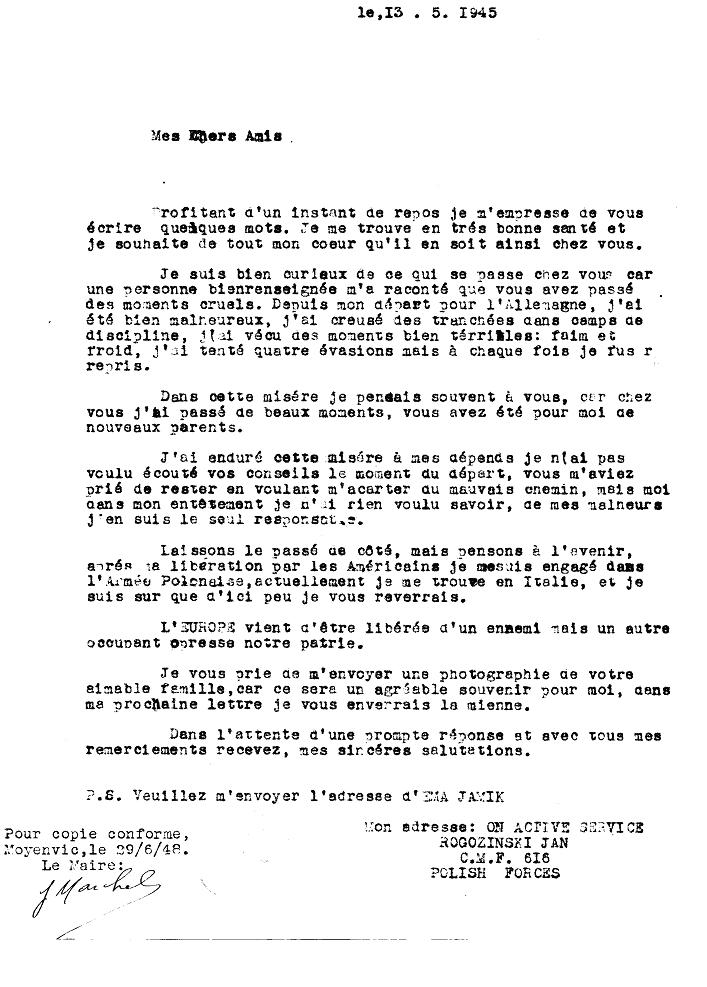 le,I3 . 5. I945
Mes Chers Amis .
Profitant d'un instant de repos je m'empresse de vous
écrire quelques mots. Je me trouve en trés bonne santé et
je souhaite de tout mon coeur qu'il en soit ainsi chez vous.
Je suis bien curieux de ce qui se passe chez vous car
une personne bienrenseignée m'a raconté que vous avez passé
des moments cruels. Depuis mon départ pour l'Allemagne, j'ai
été bien malheureux, j'ai creusé des tranchées dans camps de
discipline, j(ai vécu des moments bien térribles: faim et
froid, j'ai tenté quatre évasions mais à chaque fois je fus r
repris.
Dans cette misére je pensais souvent à vous, car chez
vous j'ai passé de beaux moments, vous avez été pour moi de
nouveaux parents.
J'ai enduré cette misére à mes dépends je n(ai pas
voulu écouté vos conseils le moment du départ, vous m'aviez
prié de rester en voulant m'acarter du mauvais chemin, mais moi
dans mon entêtement je n'ai rien voulu savoir, de mes malheurs
j'en suis le seul responsable.
Laissons le passé de côté, mais pensons à l'avenir,
aprés ma libération par les Américains je mesuis engagé dans
l'Armée Polonaise,actuellement je me trouve en Italie, et je
suis sur que d'ici peu je vous reverrais.
L'EUROPE vient d'être libérée d'un ennemi mais un autre
occupant opresse notre patrie.
Je vous prie de m'envoyer une photographie de votre
aimable famille,car ce sera un agréable souvenir pour moi, dans
ma prochaine lettre je vous enverrais la mienne.
Dans l'attente d'une prompte réponse et avec tous mes
remerciements recevez, mes sincéres salutations.
P.S. Veuillez m'envoyer l'adresse d'EMA JAMIK
Mon adresse: ON ACTIVE SERVICE
ROGOZINSKI JAN
C.M.F. 616
POLISH FORCES
Pour copie conforme,
Moyenvic,le 29/6/48.
Le Maire:
J Marchal